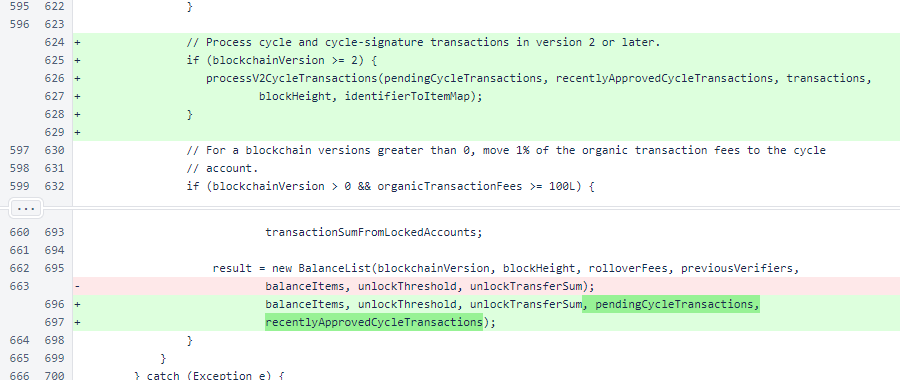 595 622 }
596 623
624 + // Process cycle and cycle-signature transactions in version 2 or later.
625 + if (blockchainVersion >= 2) {
626 + processV2CycleTransactions(pendingCycleTransactions, recentlyApprovedCycleTransactions, transactions,
627 + blockHeight, identifierToItemMap);
628 + }
629 +
597 630 // For a blockchain versions greater than 0, move 1% of the organic transaction fees to the cycle
598 631 // account.
599 632 if (blockchainVersion > 0 && organicTransactionFees >= 100L) {
...
660 693 transactionSumFromLockedAccounts;
661 694
662 695 result = new BalanceList(blockchainVersion, blockHeight, rolloverFees, previousVerifiers,
663 - balanceItems, unlockThreshold, unlockTransferSum);
696 + balanceItems, unlockThreshold, unlockTransferSum, pendingCycleTransactions,
697 + recentlyApprovedCycleTransactions);
664 698 }
665 699 }
666 700 } catch (Exception e) {